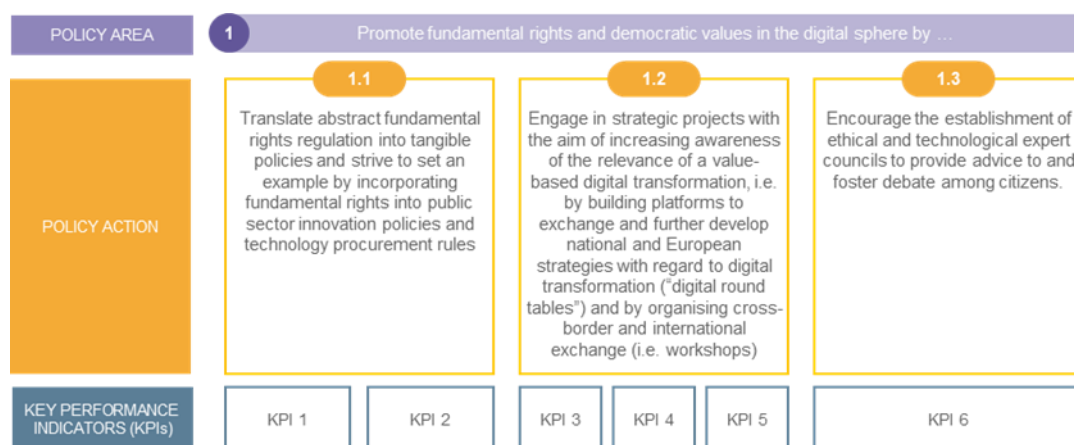 POLICY AREA
1
Promote fundamental rights and democratic values in the digital sphere by ...
POLICY ACTION
1.1
Translate abstract fundamental
rights regulation into tangible
policies and strive to set an
example by incorporating
fundamental rights into public
sector innovation policies and
technology procurement rules
1.2
Engage in strategic projects with
the aim of increasing awareness
of the relevance of a value-
based digital transformation, i.e.
by building platforms to
exchange and further develop
national and European
strategies with regard to digital
transformation (“digital round
tables”) and by organising cross-
border and international
exchange (i.e. workshops)
1.3
Encourage the establishment of
ethical and technological expert
councils to provide advice to and
foster debate among citizens.
KEY PERFORMANCE
INDICATORS (KPIs)
KPI 1
KPI 2
KPI 3
KPI 4
KPI 5
KPI 6